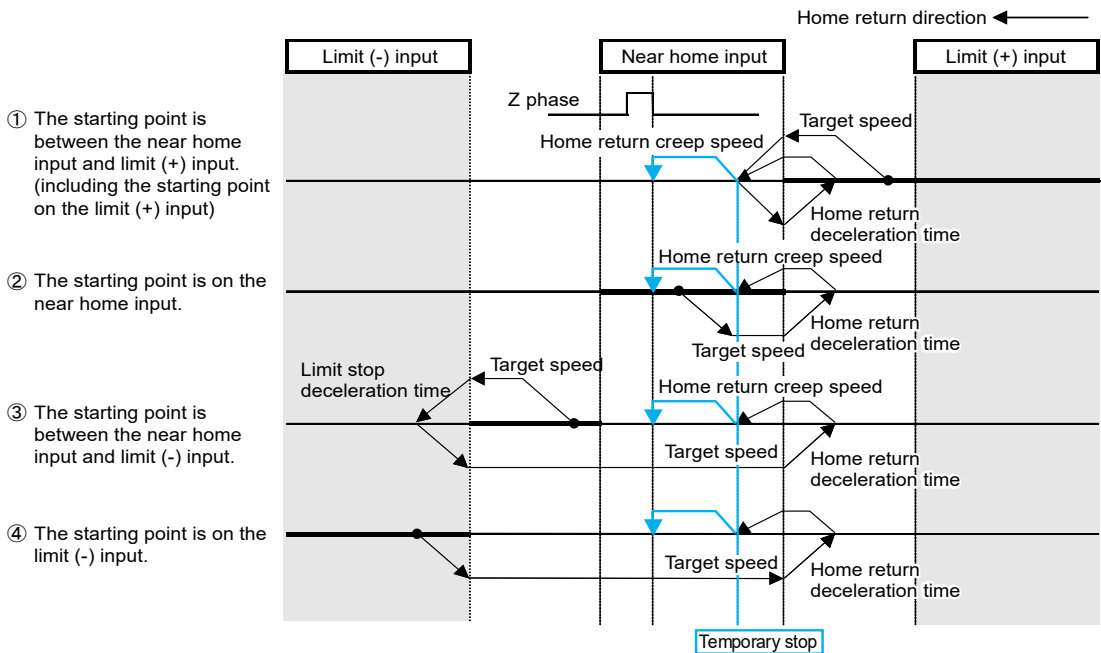 Home return direction
Limit (-) input
Near home input
Limit (+) input
Z phase
Target speed
Home return creep speed
① The starting point is
between the near home
input and limit (+) input.
(including the starting point
on the limit (+) input)
Home return
deceleration time
Home return creep speed
② The starting point is on the
near home input.
Home return
deceleration time
Target speed
Limit stop
deceleration time
Target speed
Home return creep speed
③ The starting point is
between the near home
input and limit (-) input.
Target speed
Home return
deceleration time
④ The starting point is on the
limit (-) input.
Target speed
Home return
deceleration time
Temporary stop